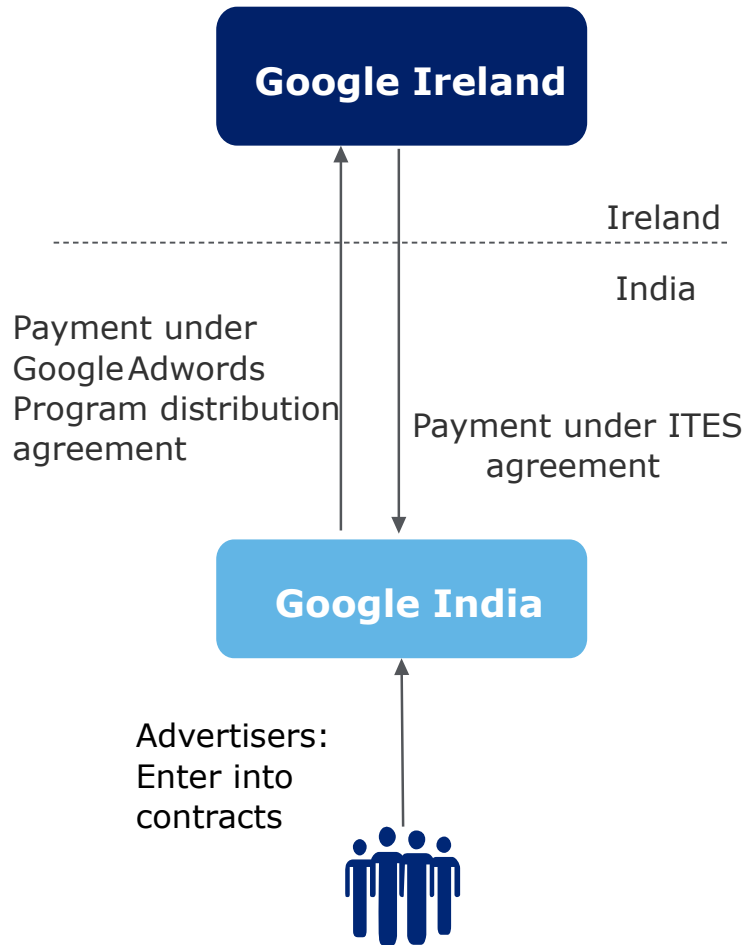 Google Ireland
Ireland
India
Payment under
Google Adwords
Program distribution
agreement
Payment under ITES
agreement
Google India
Advertisers:
Enter into
contracts